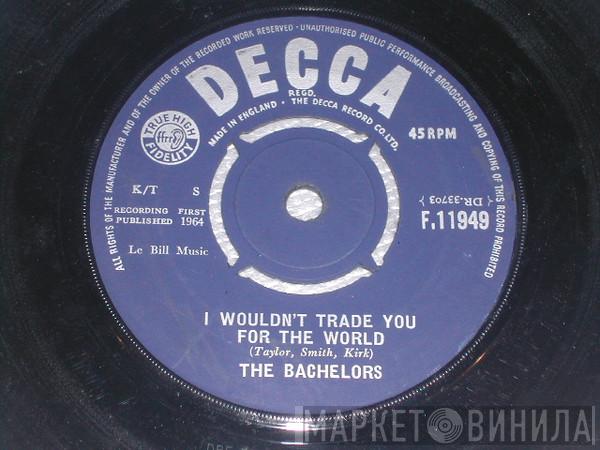 ALL RIGHTS OF THE MANUFACTURER AND OF THE OWNER OF THE RECORDED WORK RESERVED · UNAUTHORISED PUBLIC PERFORMANCE BROADCASTING AND COPYING OF THIS RECORD PROHIBITED
DECCA
REGD.
MADE IN ENGLAND · THE DECCA RECORD CO. LTD.
TRUE HIGH
ffrr
FIDELITY
45 RPM
K/T S
RECORDING FIRST
PUBLISHED 1964
Le Bill Music
{ DR-33703 }
F.11949
I WOULDN'T TRADE YOU
FOR THE WORLD
(Taylor, Smith, Kirk)
THE BACHELORS
МАРКЕТ ВИНИЛА